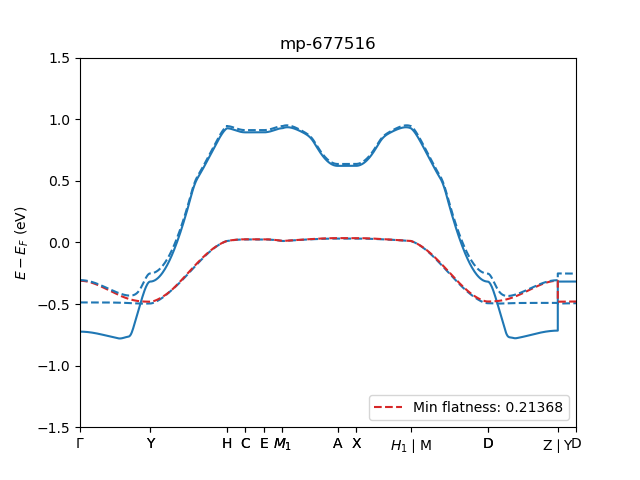 mp-677516
1.5
1.0
0.5
0.0
−0.5
−1.0
−1.5
E − E_F (eV)
Min flatness: 0.21368
Γ Y H C E M₁ A X H₁ | M D Z | Y D